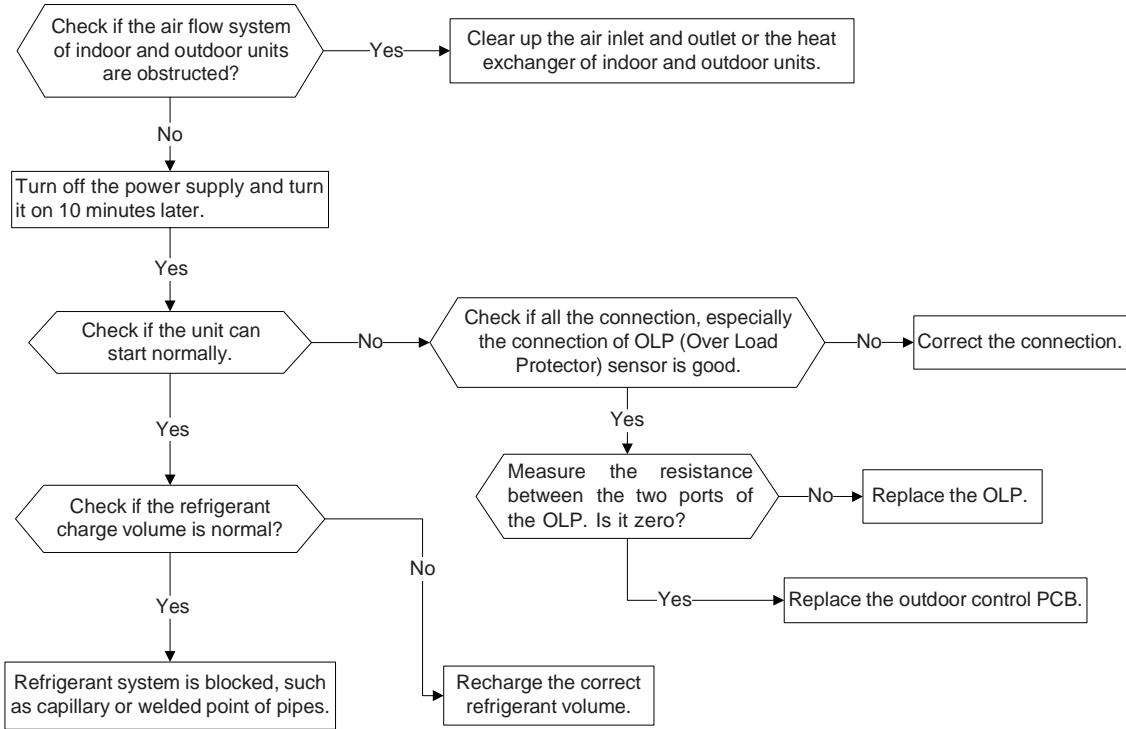 Check if the air flow system
of indoor and outdoor units
are obstructed?
Yes
Clear up the air inlet and outlet or the heat
exchanger of indoor and outdoor units.
No
Turn off the power supply and turn
it on 10 minutes later.
Yes
Check if the unit can
start normally.
No
Check if all the connection, especially
the connection of OLP (Over Load
Protector) sensor is good.
No
Correct the connection.
Yes
Yes
Measure the resistance
between the two ports of
the OLP. Is it zero?
No
Replace the OLP.
Check if the refrigerant
charge volume is normal?
No
Yes
Replace the outdoor control PCB.
Yes
Refrigerant system is blocked, such
as capillary or welded point of pipes.
Recharge the correct
refrigerant volume.